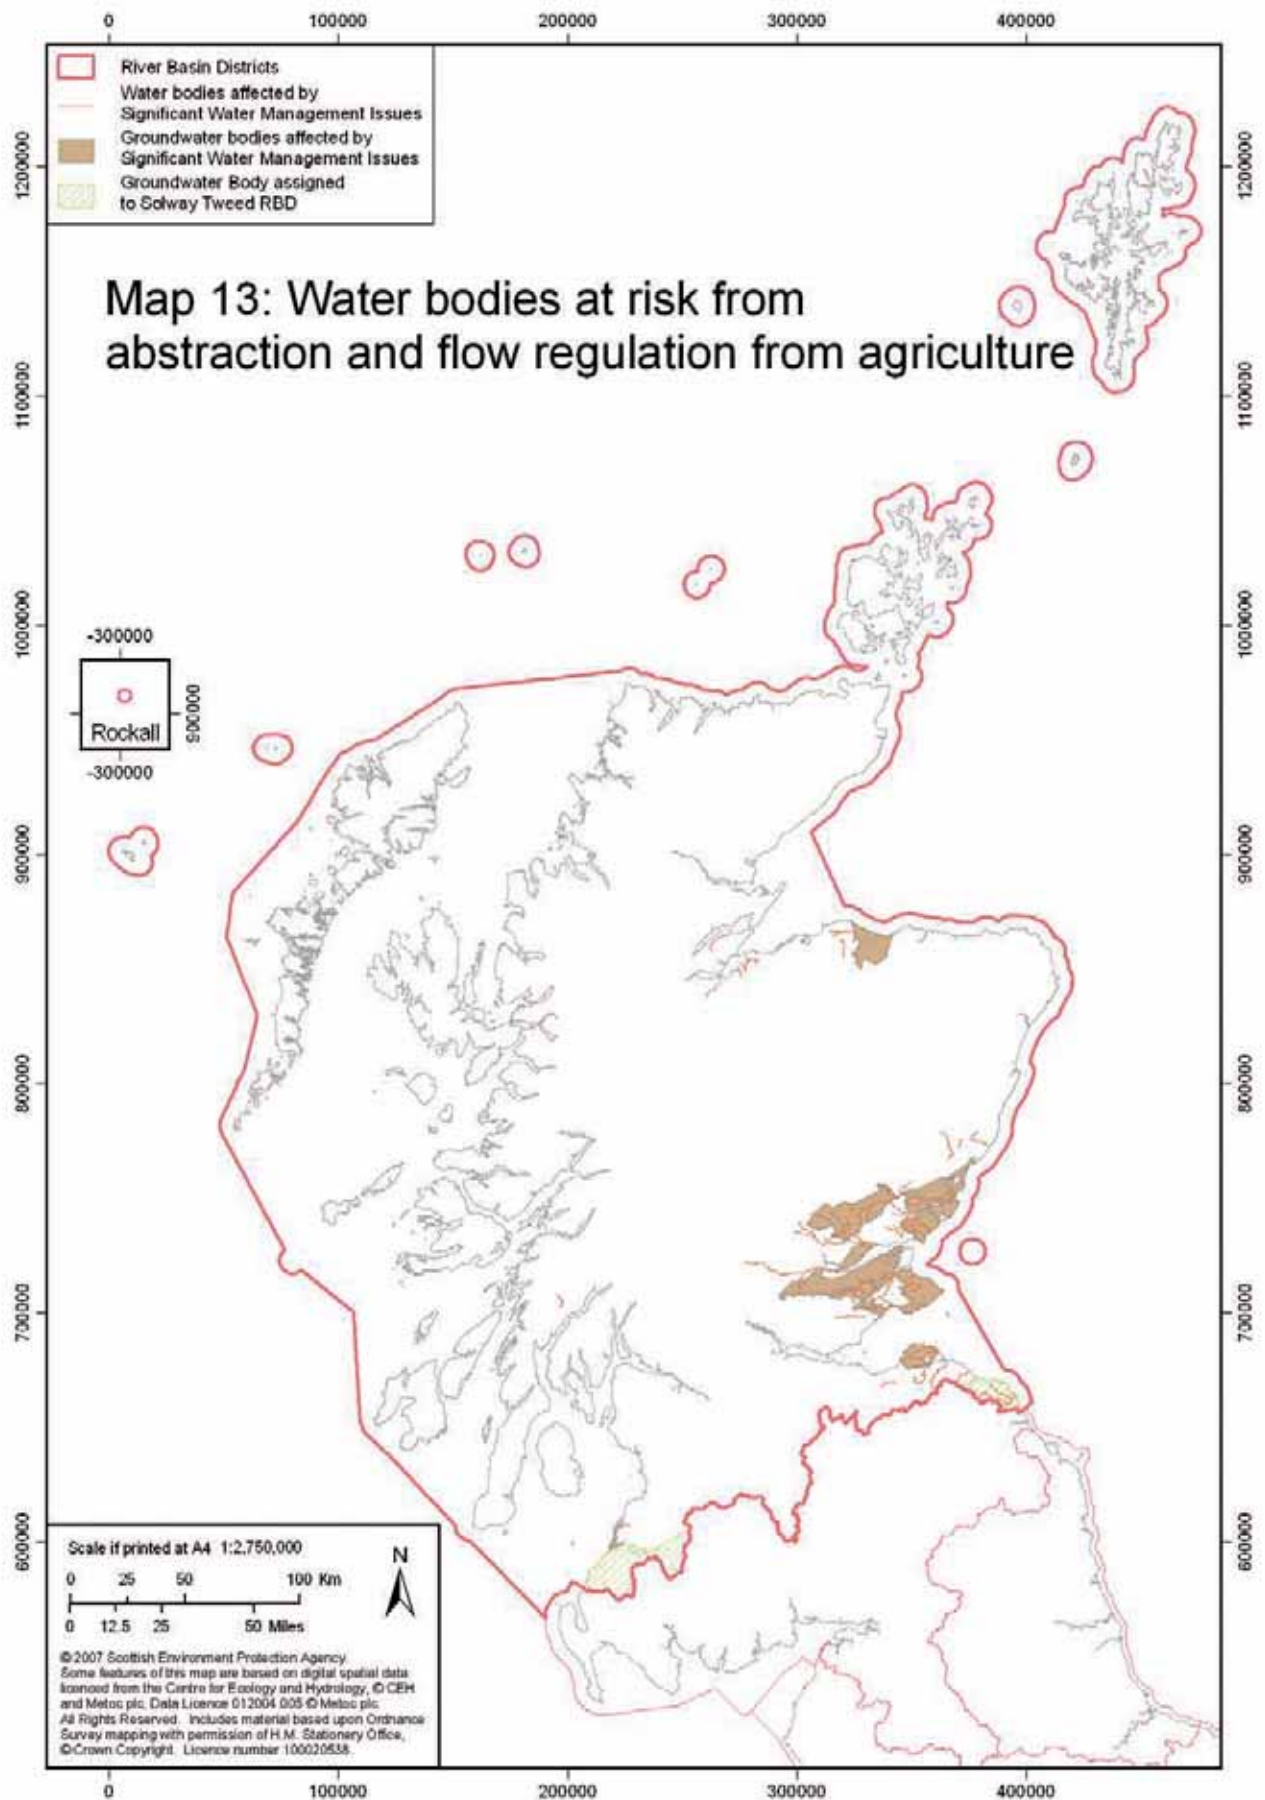 0 100000 200000 300000 400000
River Basin Districts
Water bodies affected by
Significant Water Management Issues
Groundwater bodies affected by
Significant Water Management Issues
Groundwater Body assigned
to Solway Tweed RBD
Map 13: Water bodies at risk from
abstraction and flow regulation from agriculture
1200000
1100000
1000000
900000
800000
700000
600000
1200000
1100000
1000000
900000
800000
700000
600000
-300000
900000
Rockall
-300000
Scale if printed at A4 1:2,750,000
0 25 50 100 Km
0 12.5 25 50 Miles
N
© 2007 Scottish Environment Protection Agency.
Some features of this map are based on digital spatial data
licenced from the Centre for Ecology and Hydrology, © CEH
and Metoc plc, Data Licence 012004.005 © Metoc plc.
All Rights Reserved. Includes material based upon Ordnance
Survey mapping with permission of H.M. Stationery Office,
© Crown Copyright. Licence number 100020538.
0 100000 200000 300000 400000